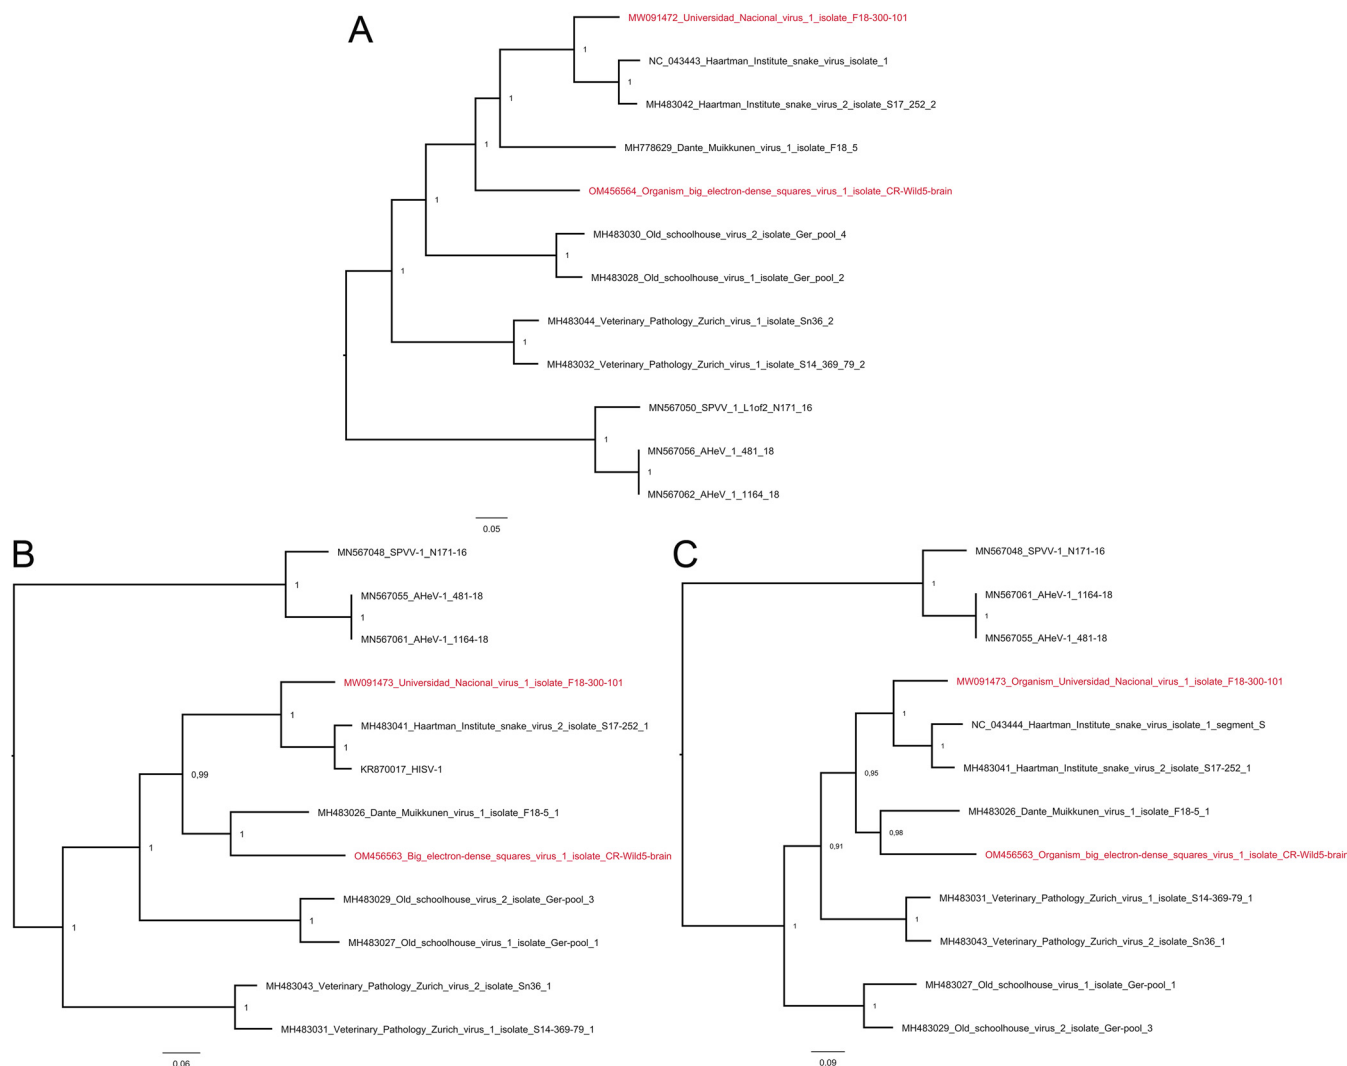 A
MW091472_Universidad_Nacional_virus_1_isolate_F18-300-101
1
NC_043443_Haartman_Institute_snake_virus_isolate_1
1
MH483042_Haartman_Institute_snake_virus_2_isolate_S17_252_2
1
MH778629_Dante_Muikkunen_virus_1_isolate_F18_5
1
OM456564_Organism_big_electron-dense_squares_virus_1_isolate_CR-Wild5-brain
1
MH483030_Old_schoolhouse_virus_2_isolate_Ger_pool_4
1
MH483028_Old_schoolhouse_virus_1_isolate_Ger_pool_2
1
MH483044_Veterinary_Pathology_Zurich_virus_1_isolate_Sn36_2
1
MH483032_Veterinary_Pathology_Zurich_virus_1_isolate_S14_369_79_2
MN567050_SPVV_1_L1of2_N171_16
1
MN567056_AHeV_1_481_18
1
MN567062_AHeV_1_1164_18
0.05
B
MN567048_SPVV-1_N171-16
1
MN567055_AHeV-1_481-18
1
MN567061_AHeV-1_1164-18
MW091473_Universidad_Nacional_virus_1_isolate_F18-300-101
1
MH483041_Haartman_Institute_snake_virus_2_isolate_S17-252_1
1
KR870017_HISV-1
0,99
MH483026_Dante_Muikkunen_virus_1_isolate_F18-5_1
1
1
OM456563_Big_electron-dense_squares_virus_1_isolate_CR-Wild5-brain
MH483029_Old_schoolhouse_virus_2_isolate_Ger-pool_3
1
1
MH483027_Old_schoolhouse_virus_1_isolate_Ger-pool_1
MH483043_Veterinary_Pathology_Zurich_virus_2_isolate_Sn36_1
1
MH483031_Veterinary_Pathology_Zurich_virus_1_isolate_S14-369-79_1
0.06
C
MN567048_SPVV-1_N171-16
1
MN567061_AHeV-1_1164-18
1
MN567055_AHeV-1_481-18
MW091473_Organism_Universidad_Nacional_virus_1_isolate_F18-300-101
1
NC_043444_Haartman_Institute_snake_virus_isolate_1_segment_S
1
MH483041_Haartman_Institute_snake_virus_2_isolate_S17-252_1
0,95
MH483026_Dante_Muikkunen_virus_1_isolate_F18-5_1
0,98
0,91
OM456563_Organism_big_electron-dense_squares_virus_1_isolate_CR-Wild5-brain
MH483031_Veterinary_Pathology_Zurich_virus_1_isolate_S14-369-79_1
1
1
MH483043_Veterinary_Pathology_Zurich_virus_2_isolate_Sn36_1
MH483027_Old_schoolhouse_virus_1_isolate_Ger-pool_1
1
MH483029_Old_schoolhouse_virus_2_isolate_Ger-pool_3
0.09